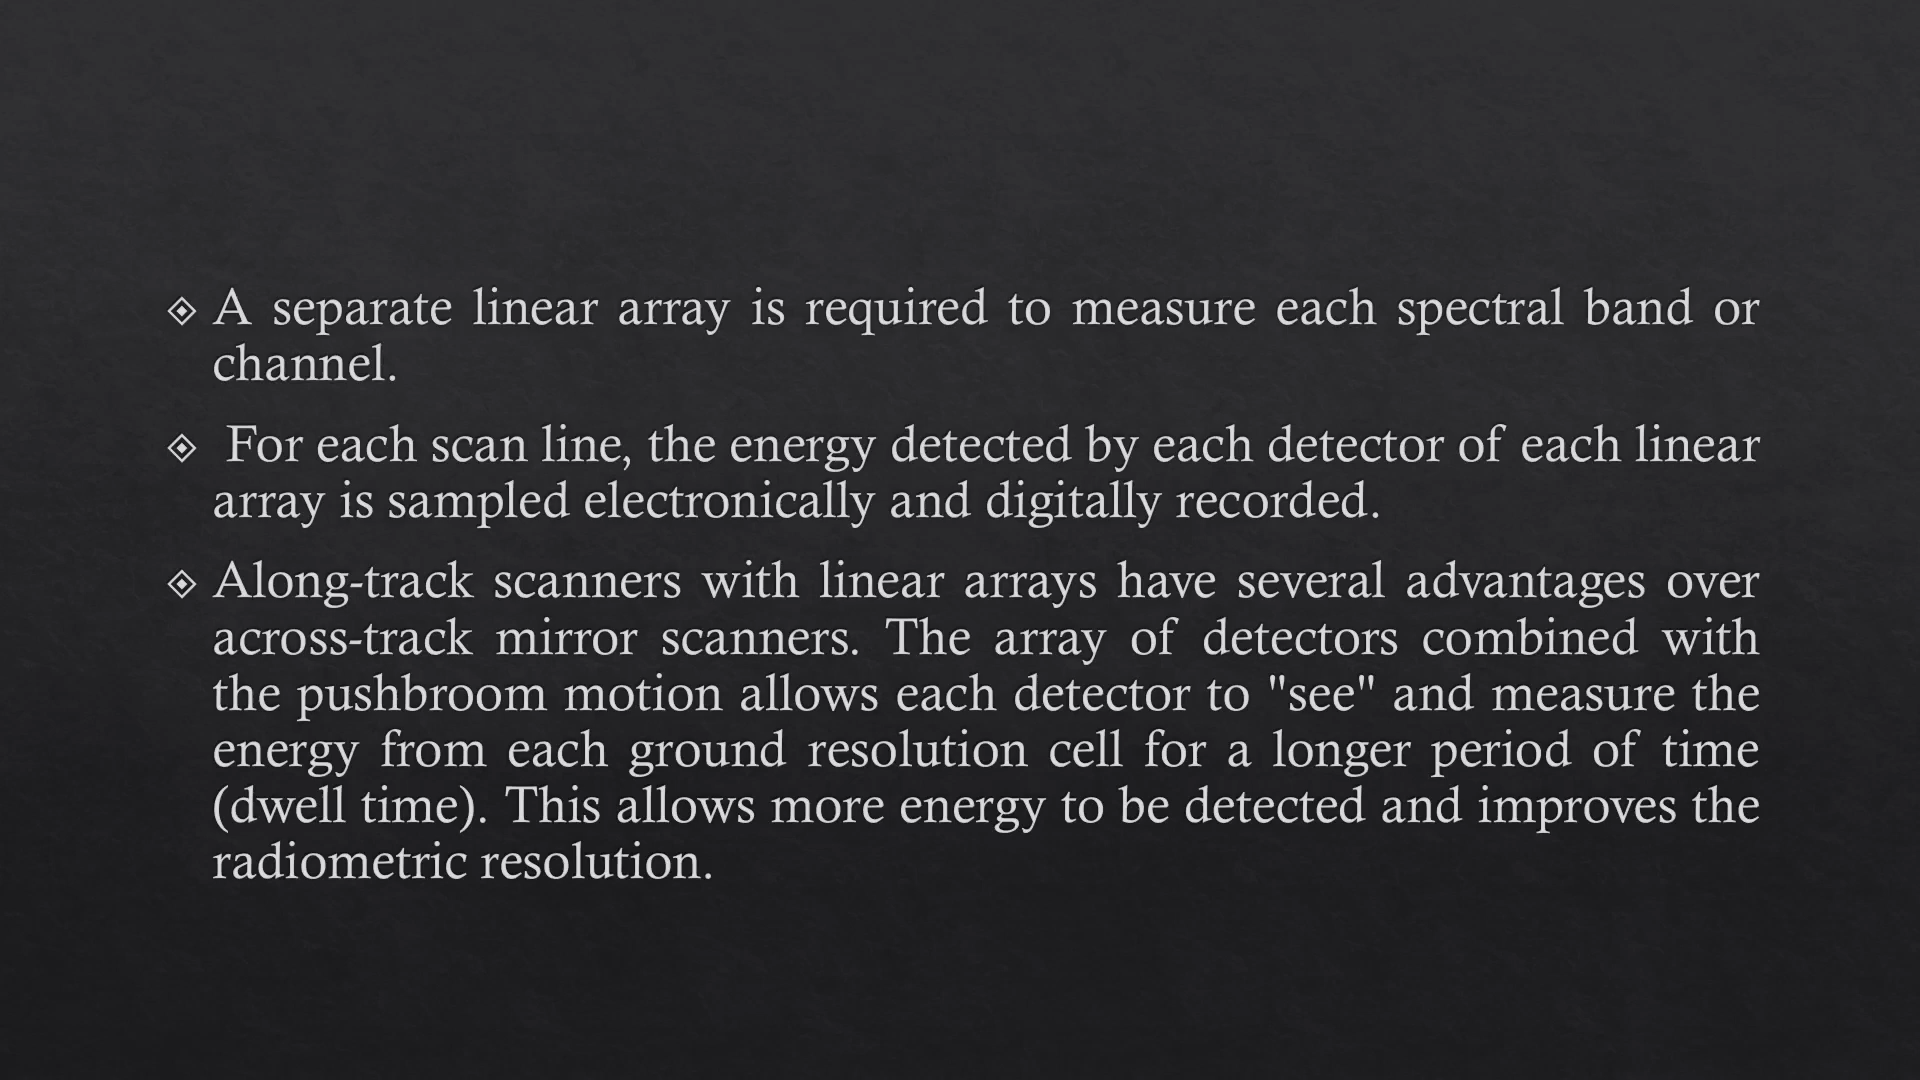 ◈ A separate linear array is required to measure each spectral band or
channel.
◈ For each scan line, the energy detected by each detector of each linear
array is sampled electronically and digitally recorded.
◈ Along-track scanners with linear arrays have several advantages over
across-track mirror scanners. The array of detectors combined with
the pushbroom motion allows each detector to "see" and measure the
energy from each ground resolution cell for a longer period of time
(dwell time). This allows more energy to be detected and improves the
radiometric resolution.